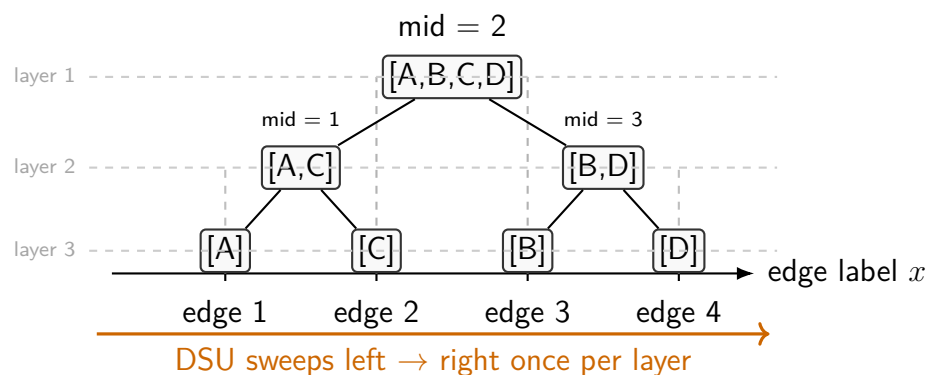 mid = 2
layer 1
[A,B,C,D]
mid = 1
mid = 3
layer 2
[A,C]
[B,D]
layer 3
[A]
[C]
[B]
[D]
edge label x
edge 1
edge 2
edge 3
edge 4
DSU sweeps left → right once per layer